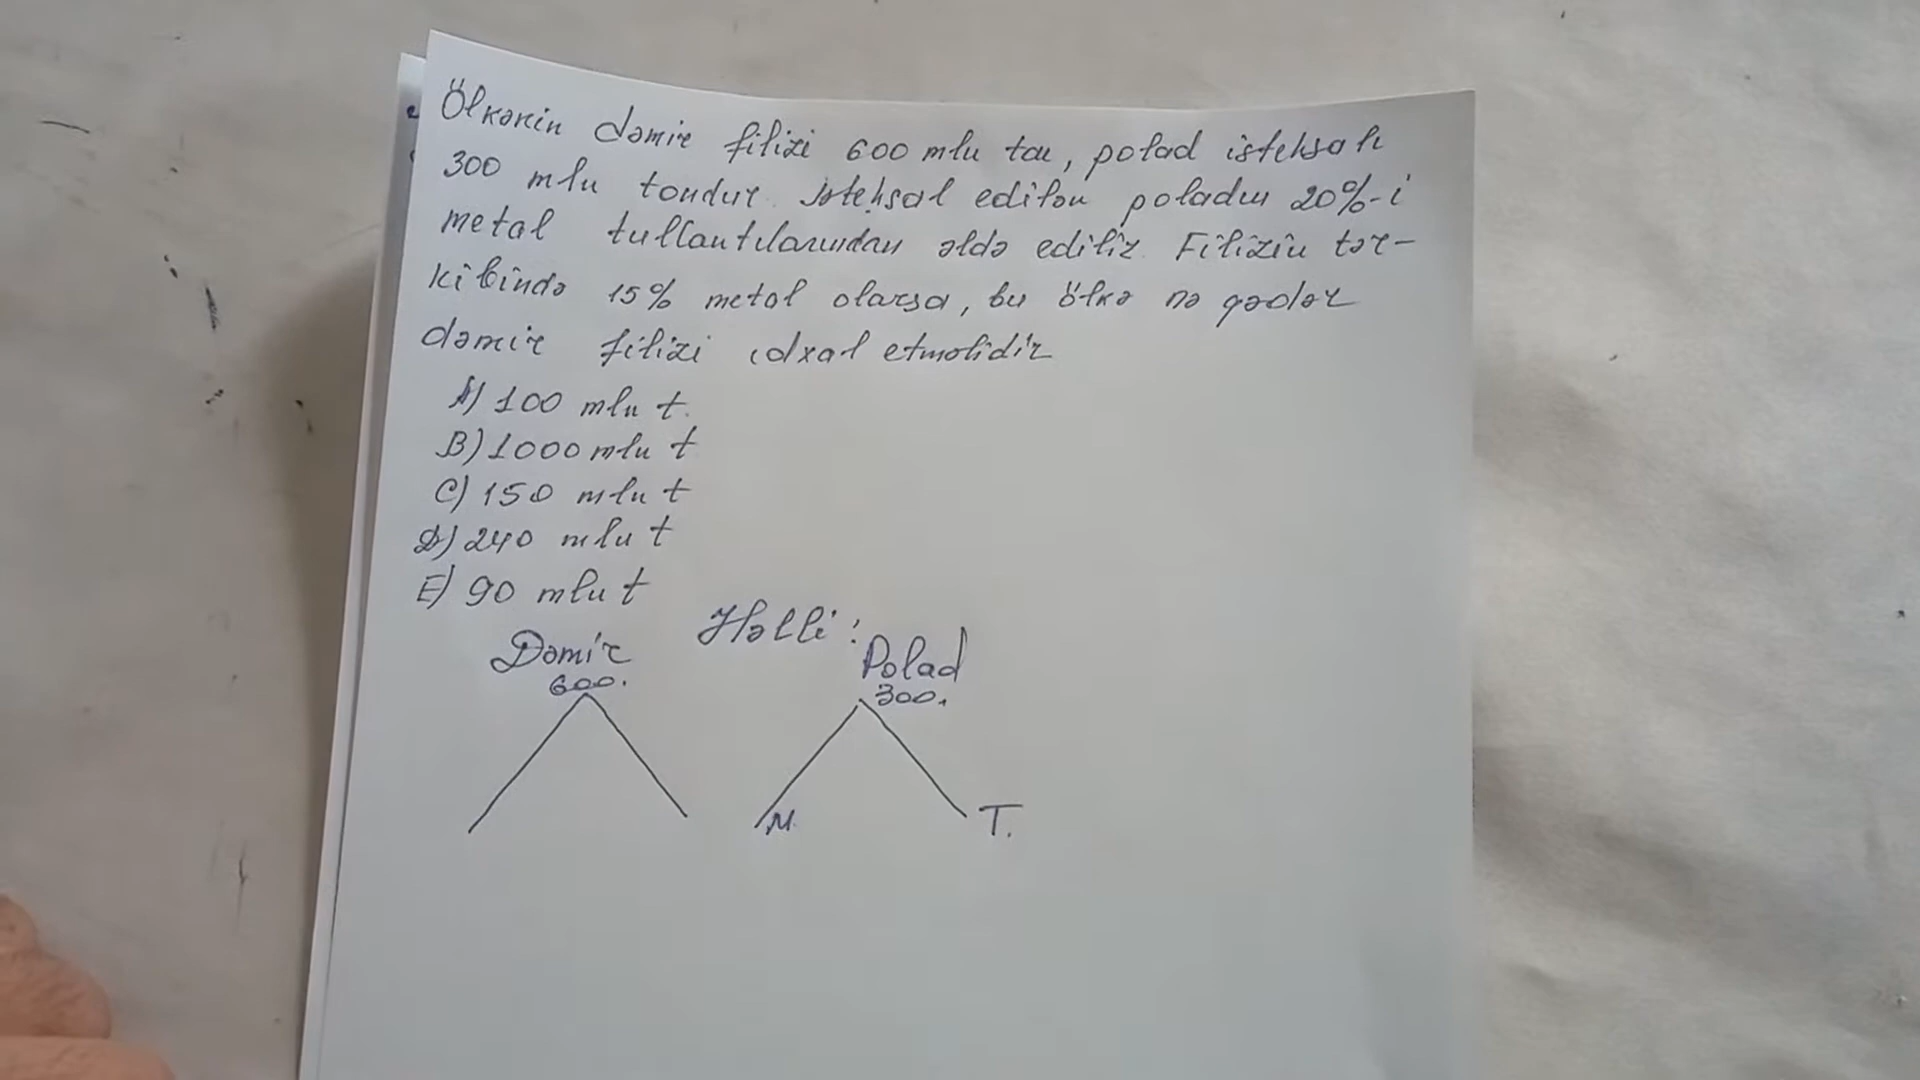 Ölkənin dəmir filizi 600 mln ton, polad istehsalı
300 mln tondur. İstehsal edilən poladın 20%-i
metal tullantılarından əldə edilir. Filizin tər-
kibində 15% metal olarsa, bu ölkə nə qədər
dəmir filizi idxal etməlidir
A) 100 mln t.
B) 1000 mln t
C) 150 mln t
D) 240 mln t
E) 90 mln t
Həlli:
Dəmir
600.
Polad
300.
M.
T.